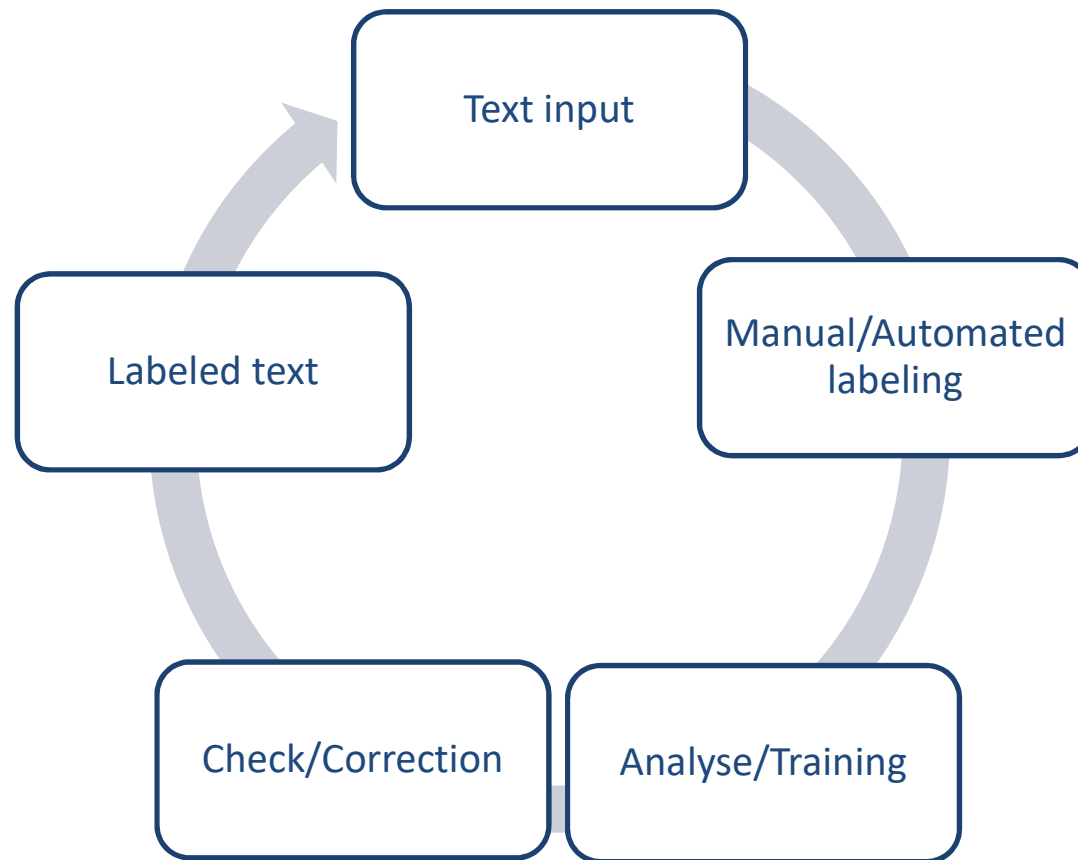 Text input
Manual/Automated
labeling
Analyse/Training
Check/Correction
Labeled text